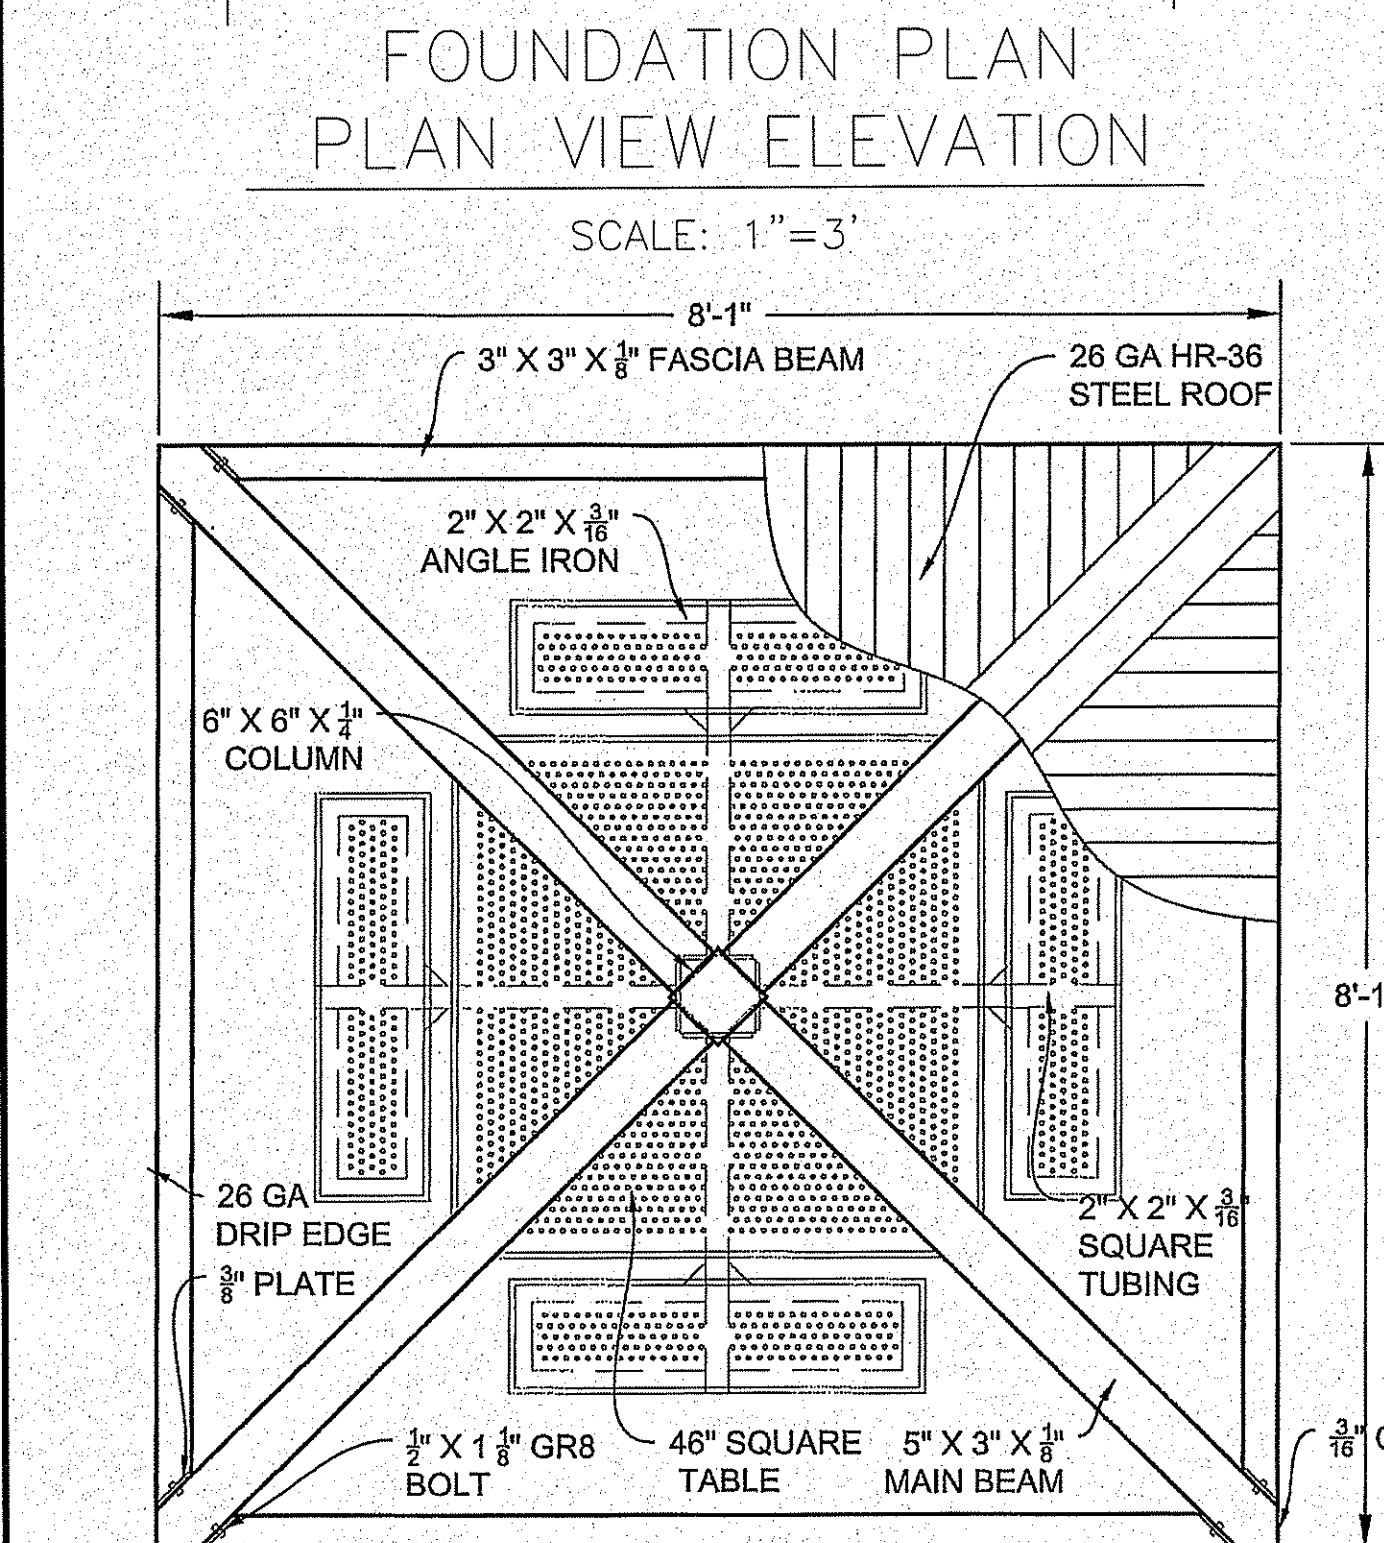 FOUNDATION PLAN
PLAN VIEW ELEVATION
SCALE: 1"=3'
8'-1"
3" X 3" X 1/8" FASCIA BEAM
26 GA HR-36
STEEL ROOF
2" X 2" X 3/16"
ANGLE IRON
6" X 6" X 1/4"
COLUMN
8'-1
26 GA
DRIP EDGE
3/8" PLATE
2" X 2" X 3/16"
SQUARE
TUBING
1/2" X 1 1/8" GR8
BOLT
46" SQUARE
TABLE
5" X 3" X 1/8"
MAIN BEAM
3/16"